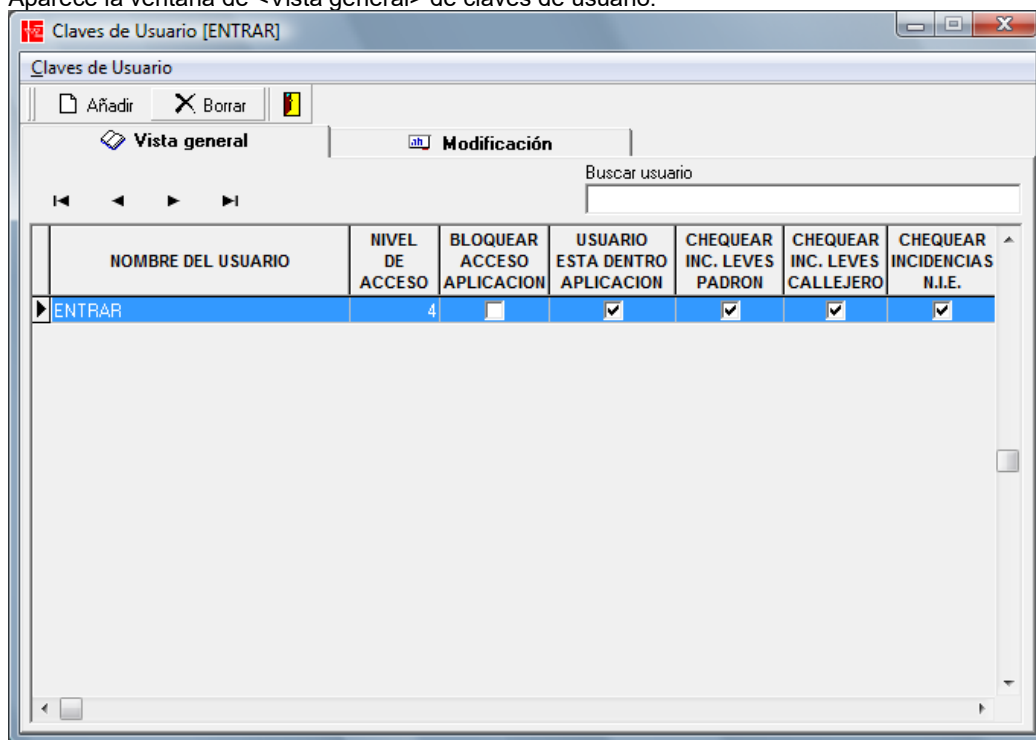 Aparece la ventana de <Vista general> de claves de usuario.
Claves de Usuario [ENTRAR]
Claves de Usuario
Añadir Borrar
Vista general Modificación
Buscar usuario
NOMBRE DEL USUARIO
NIVEL
DE
ACCESO
BLOQUEAR
ACCESO
APLICACION
USUARIO
ESTA DENTRO
APLICACION
CHEQUEAR
INC. LEVES
PADRON
CHEQUEAR
INC. LEVES
CALLEJERO
CHEQUEAR
INCIDENCIAS
N.I.E.
ENTRAR 4